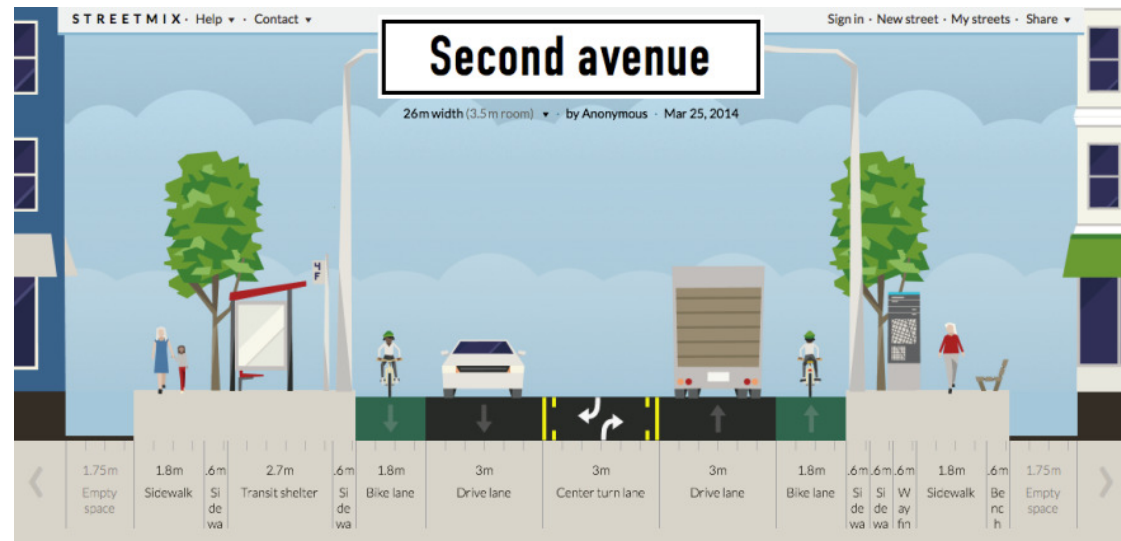 STREETMIX · Help ▾ · Contact ▾
Sign in · New street · My streets · Share ▾
Second avenue
26m width (3.5m room) ▾ · by Anonymous · Mar 25, 2014
4
F
1.75m 1.8m .6m 2.7m .6m 1.8m 3m 3m 3m 1.8m .6m .6m .6m 1.8m .6m 1.75m
Empty Sidewalk Si Transit shelter Si Bike lane Drive lane Center turn lane Drive lane Bike lane Si Si W Sidewalk Be Empty
space de de de de ay nc space
wa wa wa wa fin h